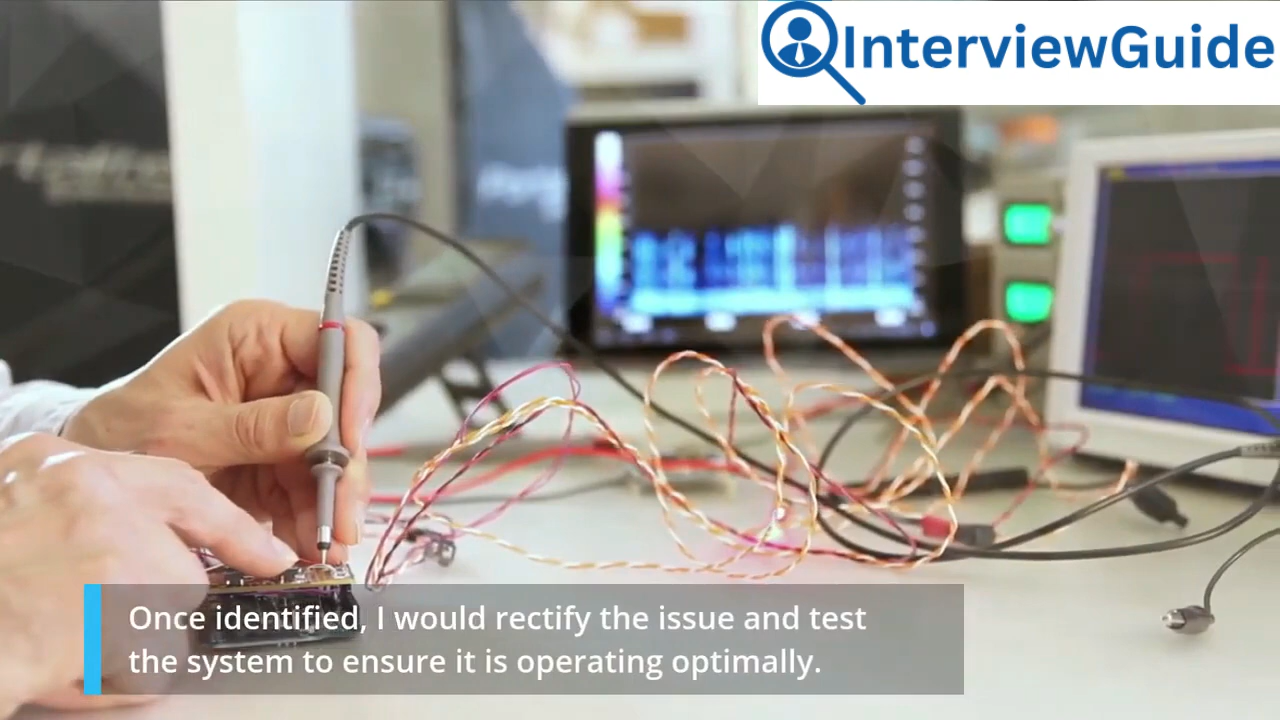 InterviewGuide
Once identified, I would rectify the issue and test
the system to ensure it is operating optimally.